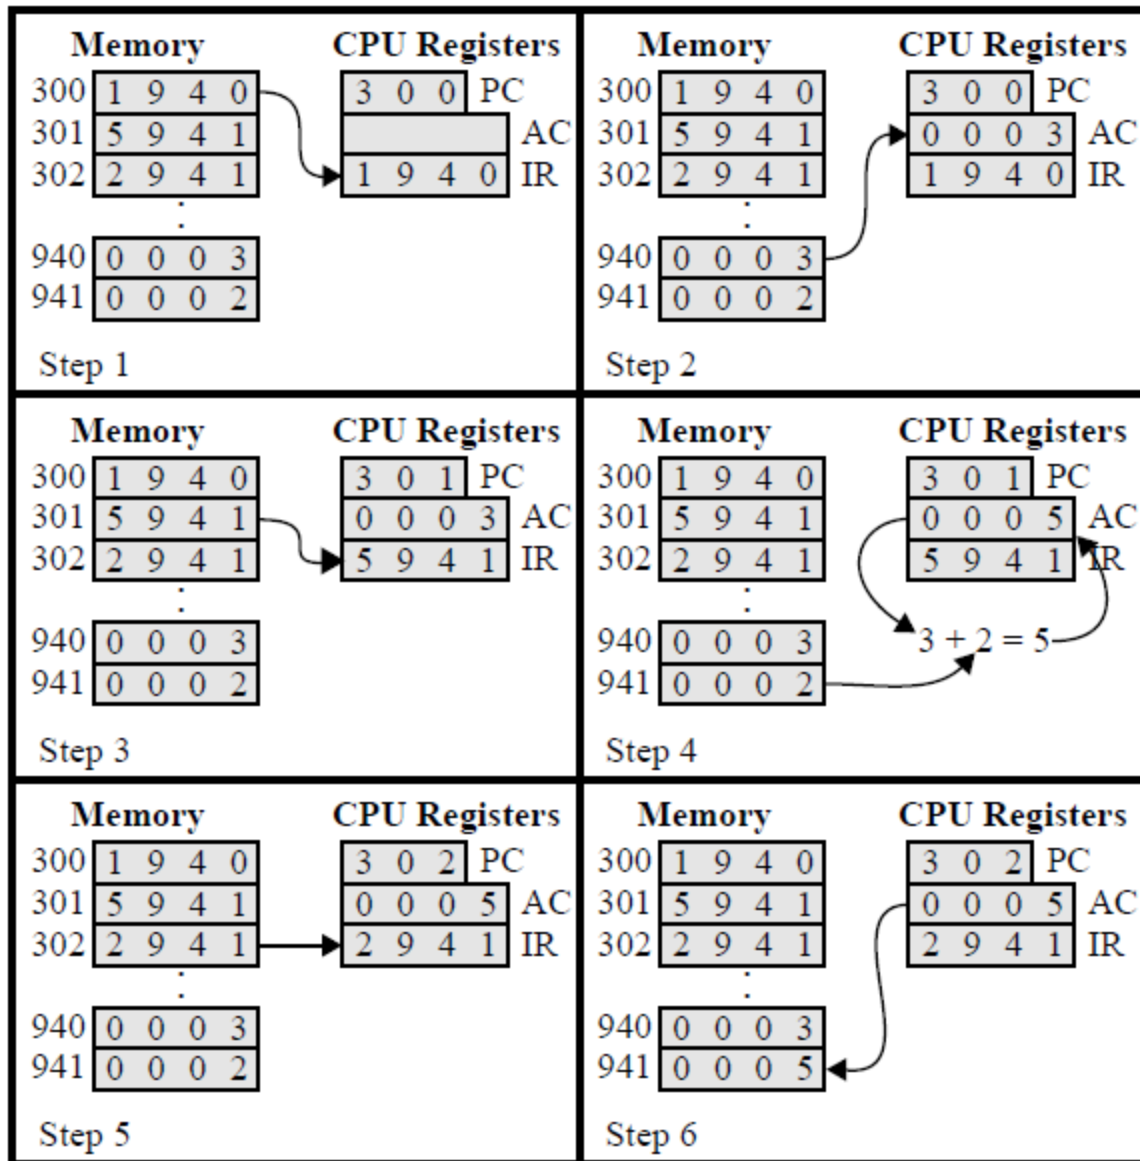 Memory CPU Registers
300 1 9 4 0 3 0 0 PC
301 5 9 4 1 AC
302 2 9 4 1 1 9 4 0 IR
:
940 0 0 0 3
941 0 0 0 2
Step 1
Memory CPU Registers
300 1 9 4 0 3 0 0 PC
301 5 9 4 1 0 0 0 3 AC
302 2 9 4 1 1 9 4 0 IR
:
940 0 0 0 3
941 0 0 0 2
Step 2
Memory CPU Registers
300 1 9 4 0 3 0 1 PC
301 5 9 4 1 0 0 0 3 AC
302 2 9 4 1 5 9 4 1 IR
:
940 0 0 0 3
941 0 0 0 2
Step 3
Memory CPU Registers
300 1 9 4 0 3 0 1 PC
301 5 9 4 1 0 0 0 5 AC
302 2 9 4 1 5 9 4 1 IR
:
940 0 0 0 3 3 + 2 = 5
941 0 0 0 2
Step 4
Memory CPU Registers
300 1 9 4 0 3 0 2 PC
301 5 9 4 1 0 0 0 5 AC
302 2 9 4 1 2 9 4 1 IR
:
940 0 0 0 3
941 0 0 0 2
Step 5
Memory CPU Registers
300 1 9 4 0 3 0 2 PC
301 5 9 4 1 0 0 0 5 AC
302 2 9 4 1 2 9 4 1 IR
:
940 0 0 0 3
941 0 0 0 5
Step 6